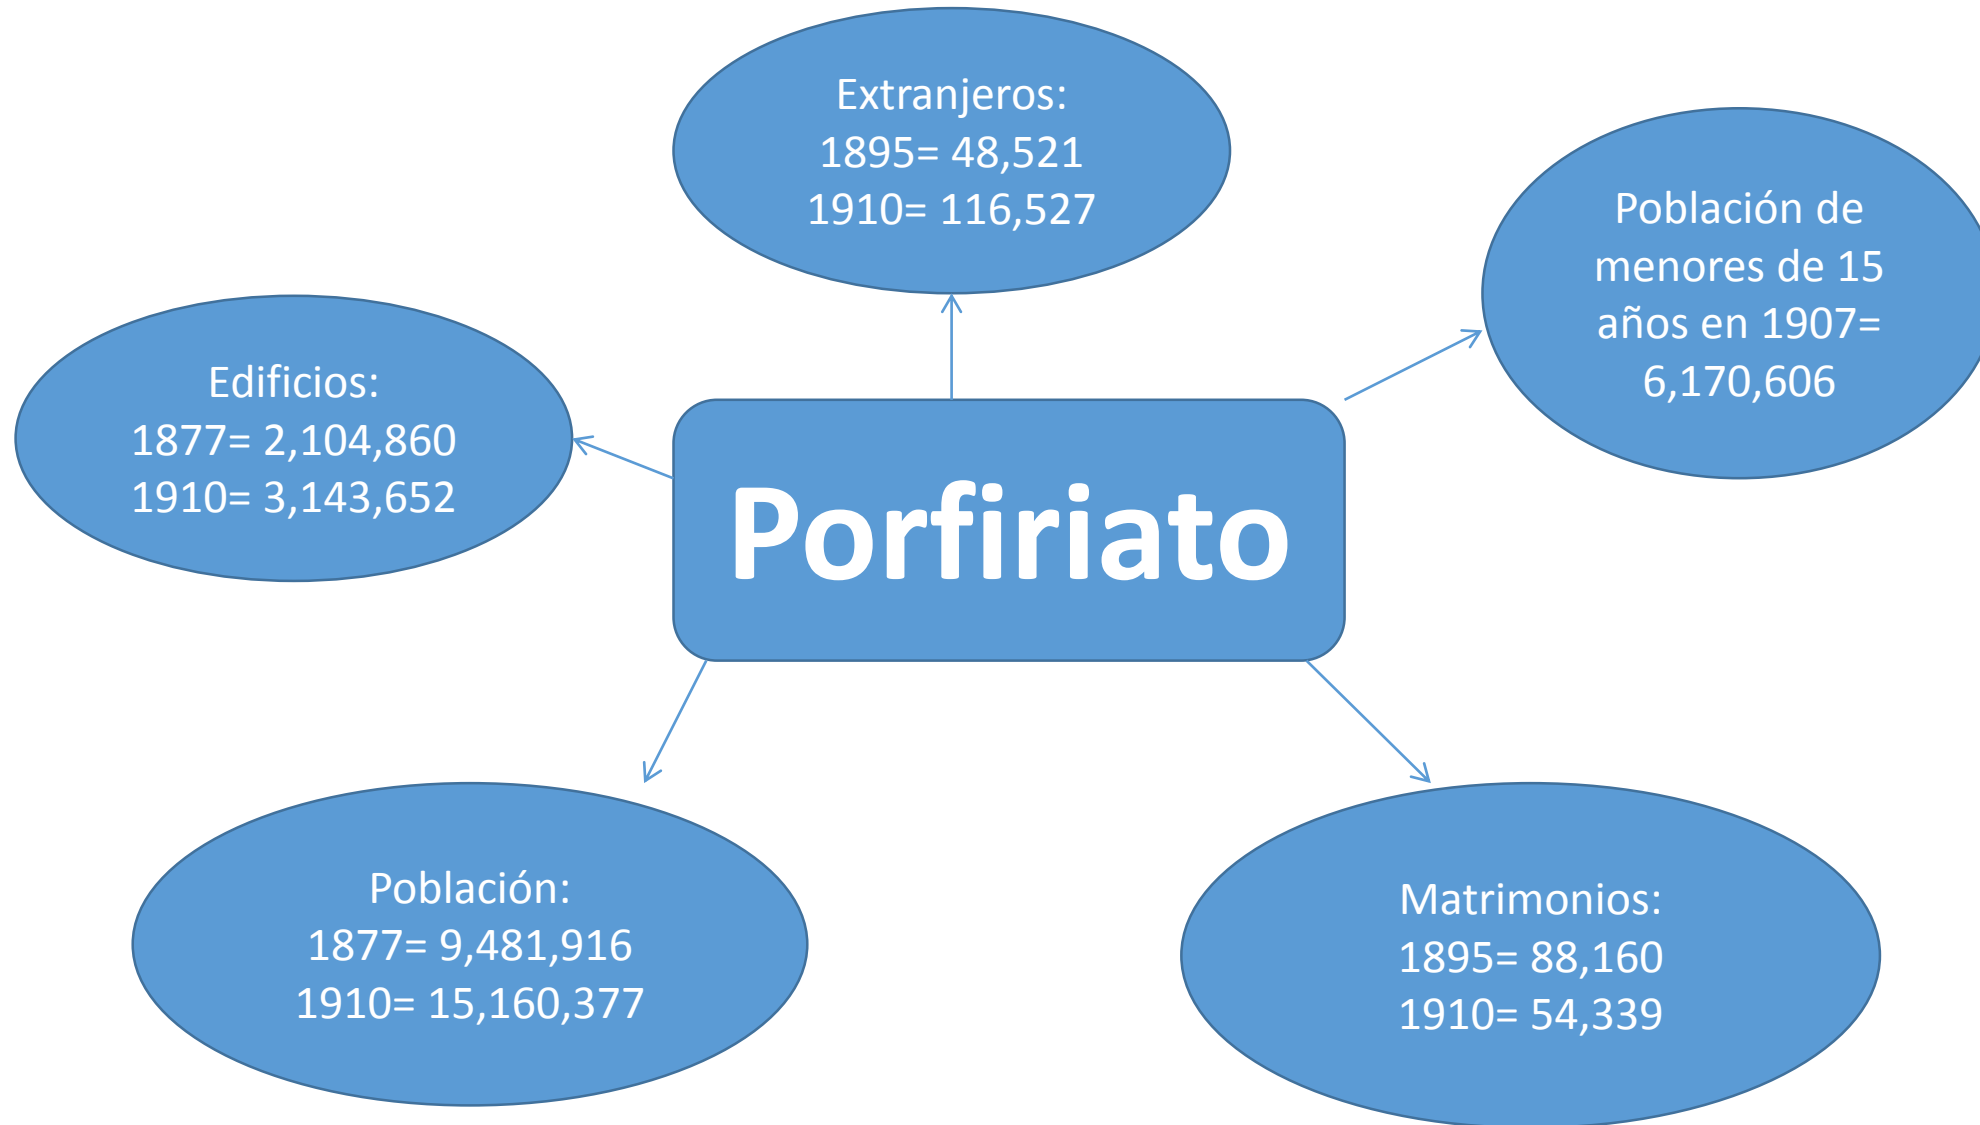 Extranjeros:
1895= 48,521
1910= 116,527
Población de
menores de 15
años en 1907=
6,170,606
Edificios:
1877= 2,104,860
1910= 3,143,652
Porfiriato
Población:
1877= 9,481,916
1910= 15,160,377
Matrimonios:
1895= 88,160
1910= 54,339